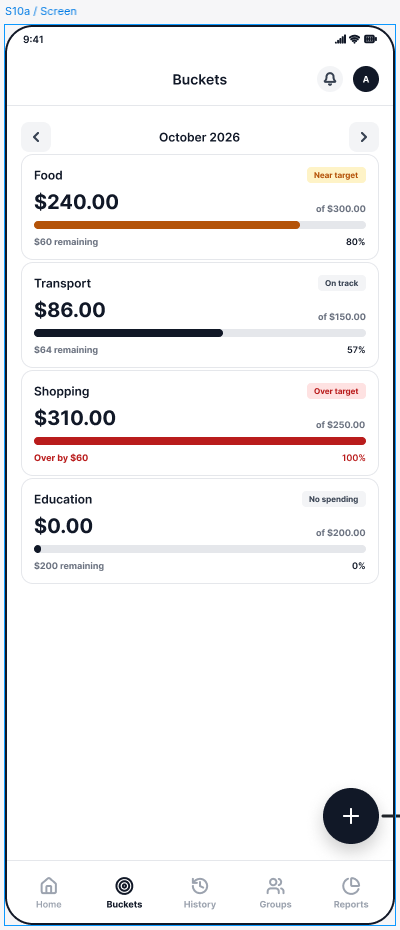 S10a / Screen
9:41
Buckets
A
October 2026
Food
Near target
$240.00
of $300.00
$60 remaining
80%
Transport
On track
$86.00
of $150.00
$64 remaining
57%
Shopping
Over target
$310.00
of $250.00
Over by $60
100%
Education
No spending
$0.00
of $200.00
$200 remaining
0%
Home
Buckets
History
Groups
Reports